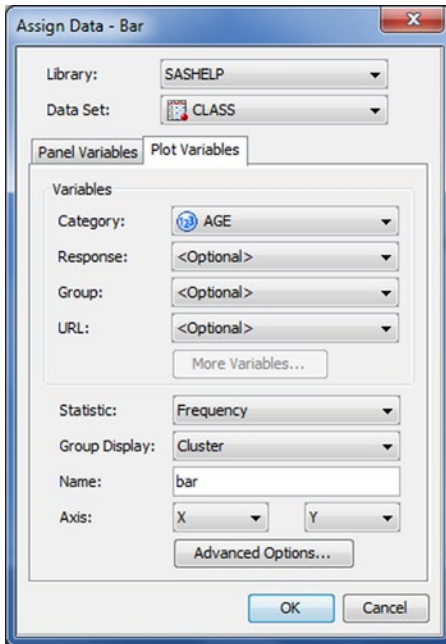 Assign Data - Bar
Library: SASHELP
Data Set: CLASS
Panel Variables Plot Variables
Variables
Category: 123 AGE
Response: <Optional>
Group: <Optional>
URL: <Optional>
More Variables...
Statistic: Frequency
Group Display: Cluster
Name: bar
Axis: X Y
Advanced Options...
OK Cancel